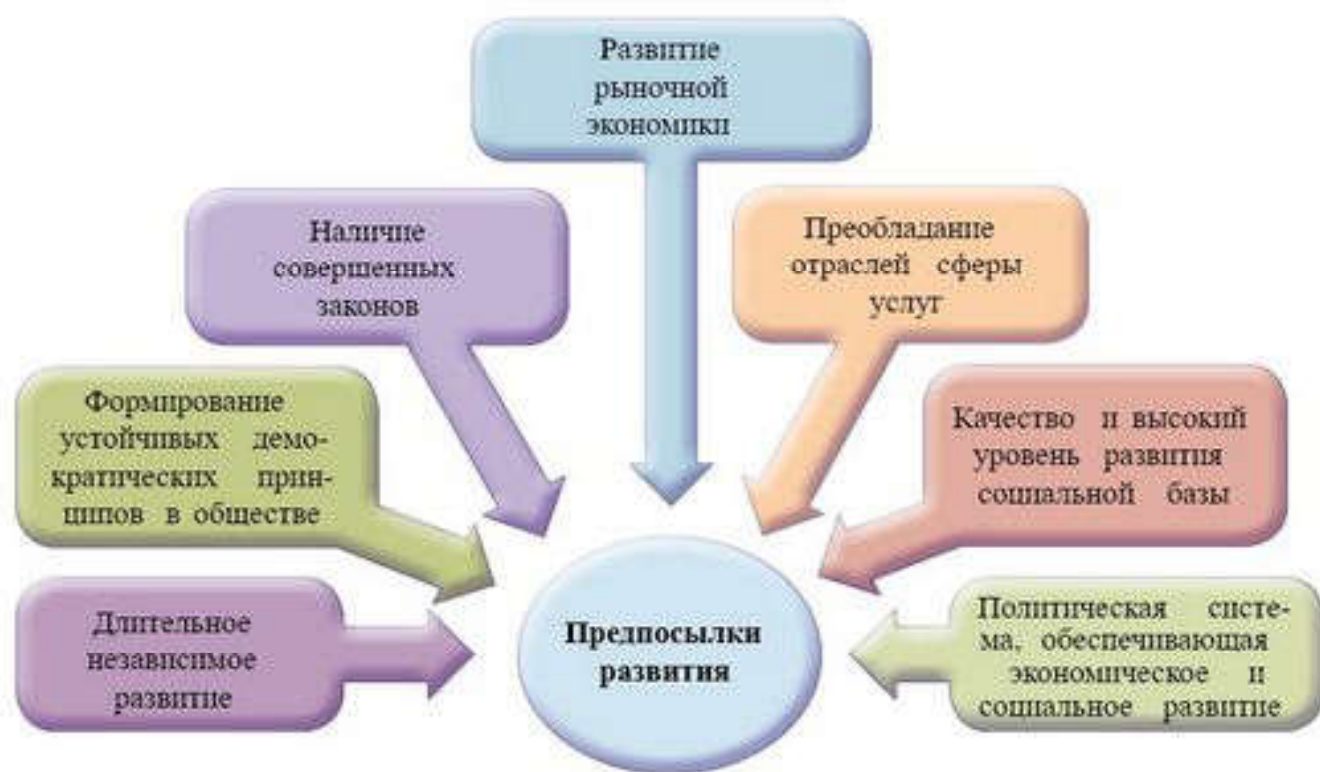 Развитие
рыночной
экономики
Наличие
совершенных
законов
Преобладание
отраслей сферы
услуг
Формирование
устойчивых демо-
кратических прин-
ципов в обществе
Качество и высокий
уровень развития
социальной базы
Длительное
независимое
развитие
Предпосылки
развития
Политическая систе-
ма, обеспечивающая
экономическое и
социальное развитие